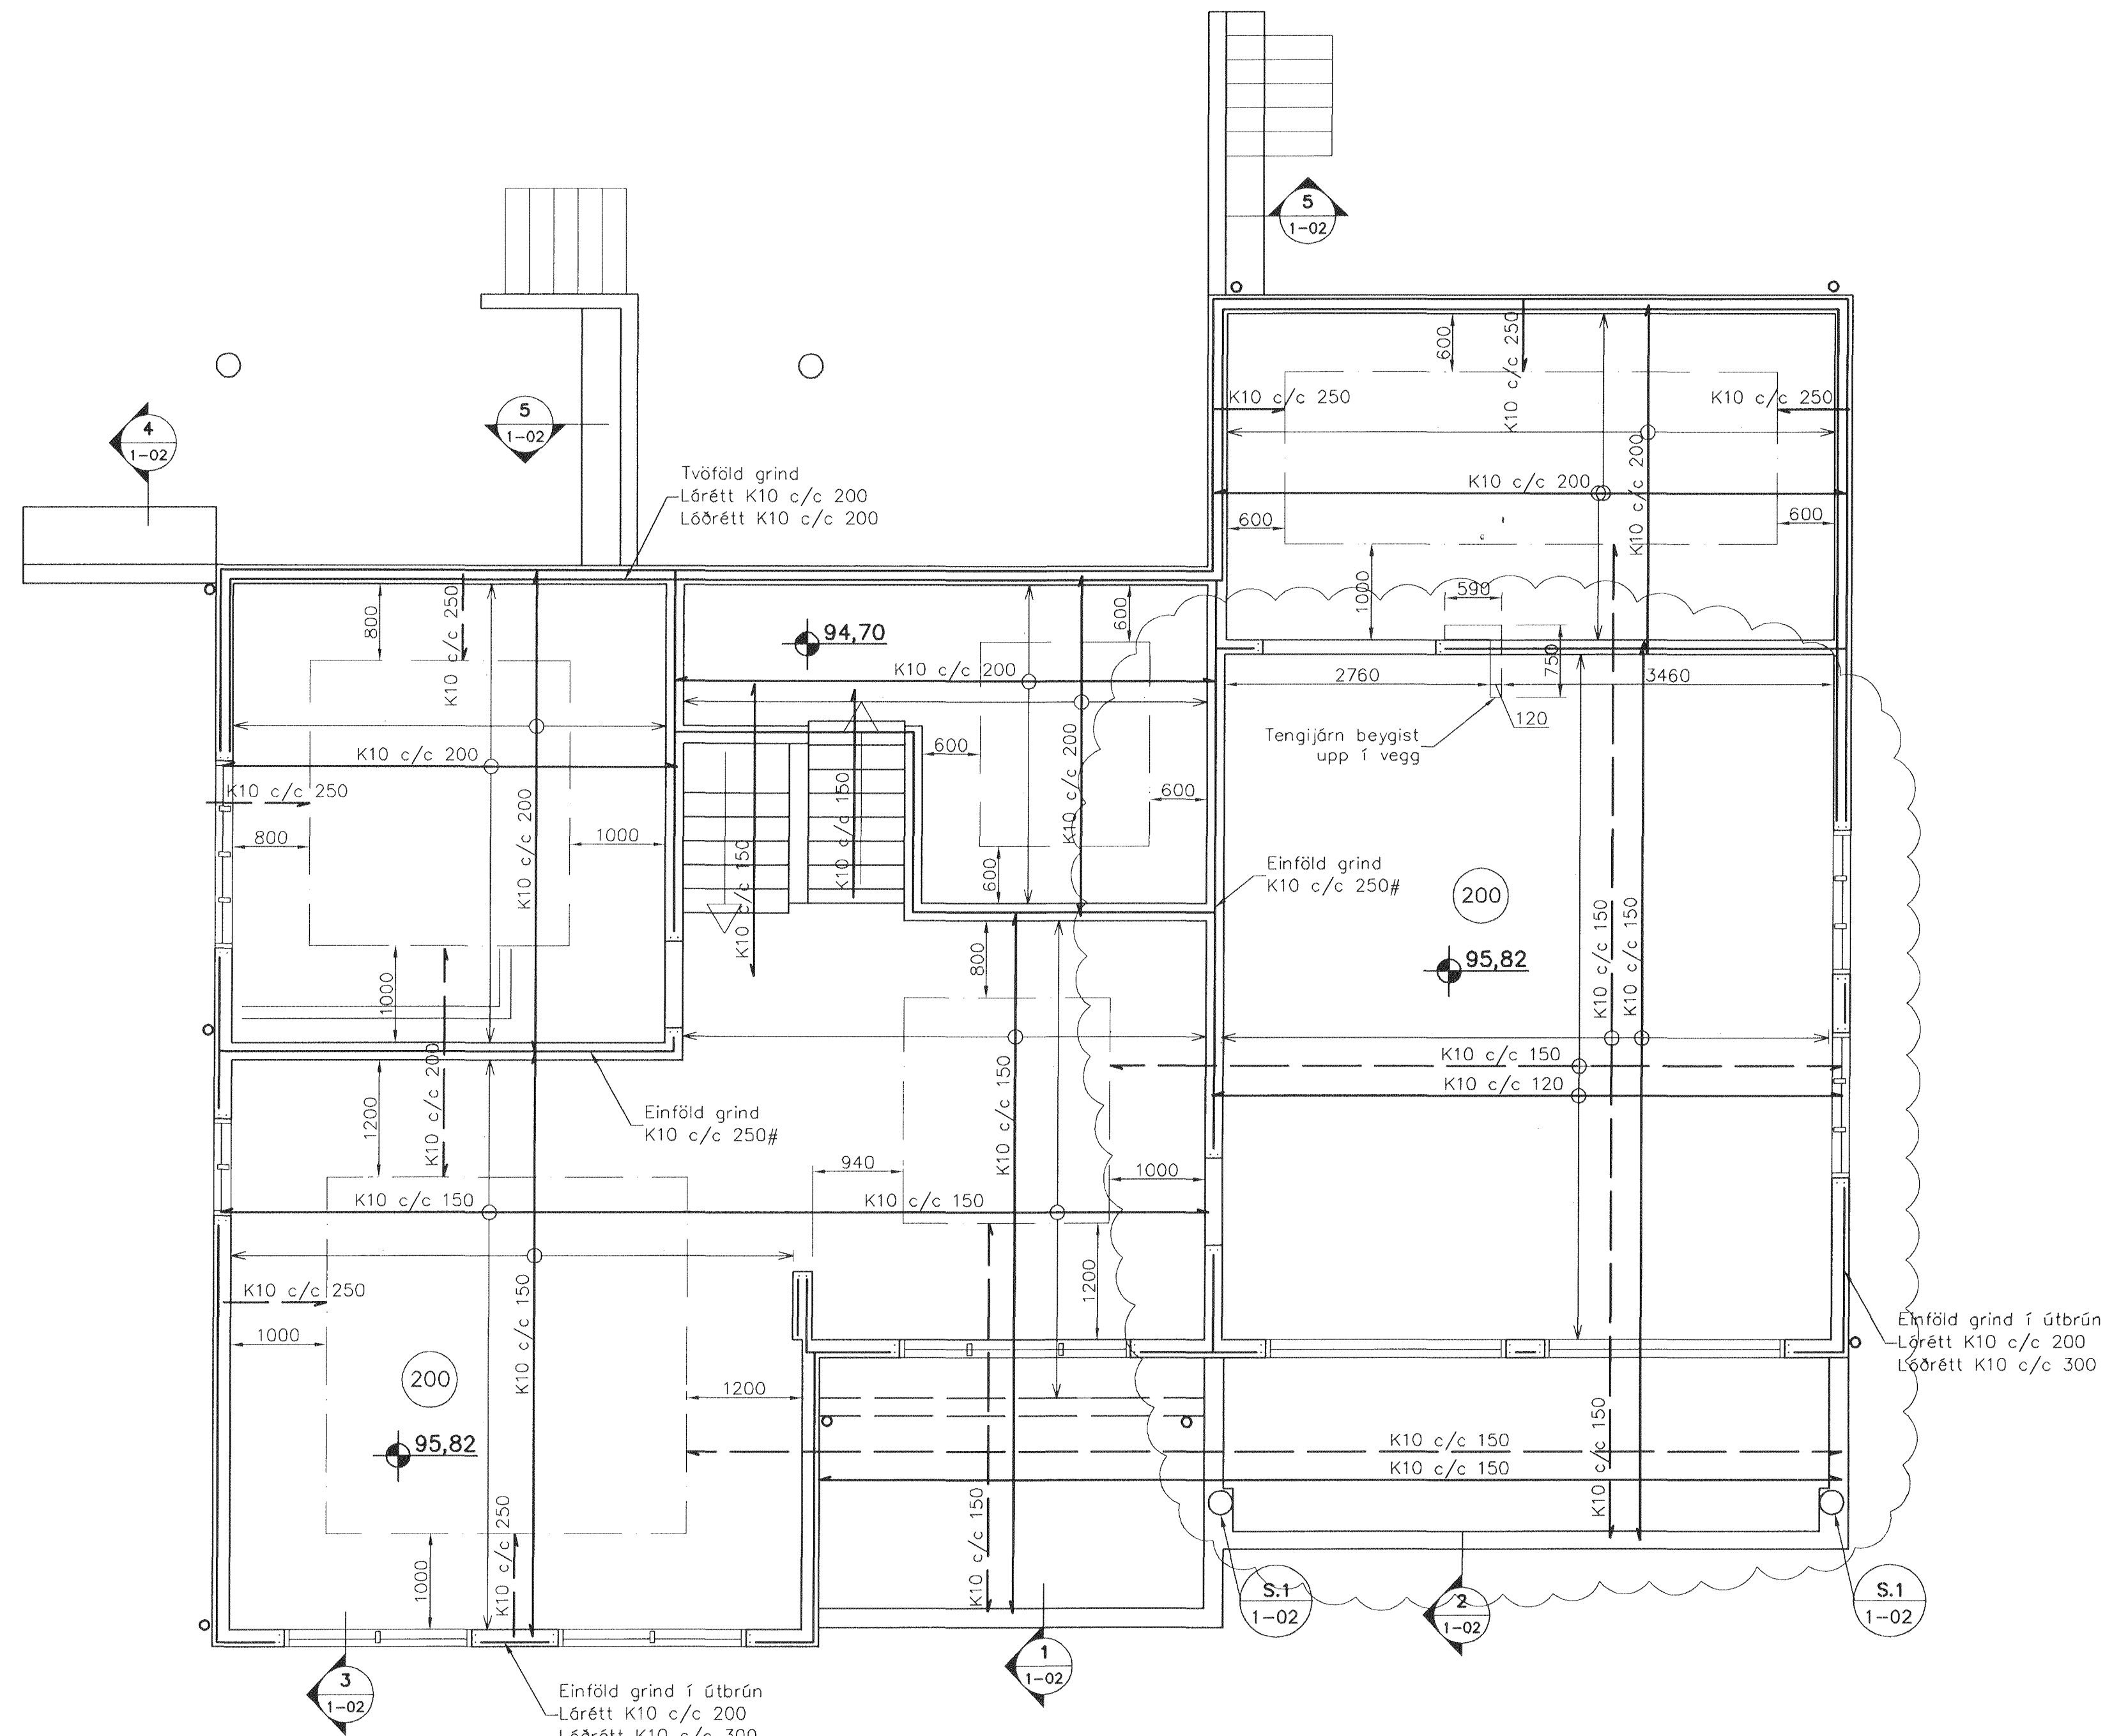 5
1-02
5
1-02
4
1-02
Tvöföld grind
Lárétt K10 c/c 200
Lóðrétt K10 c/c 200
600
K10 c/c 250
K10 c/c 250
K10 c/c 250
K10 c/c 200
K10 c/c 200
600
600
1000
590
750
2760
3460
120
Tengijárn beygist
upp í vegg
800
K10 c/c 250
94,70
600
K10 c/c 200
K10 c/c 200
600
600
600
K10 c/c 200
K10 c/c 250
K10 c/c 200
800
1000
K10 c/c 150
K10 c/c 150
Einföld grind
K10 c/c 250#
200
95,82
K10 c/c 150
K10 c/c 150
800
1000
K10 c/c 200
1200
Einföld grind
K10 c/c 250#
K10 c/c 150
K10 c/c 150
K10 c/c 120
940
1000
K10 c/c 150
K10 c/c 150
1200
K10 c/c 250
1000
K10 c/c 150
Einföld grind í útbrún
Lárétt K10 c/c 200
Lóðrétt K10 c/c 300
200
1200
95,82
K10 c/c 150
K10 c/c 150
K10 c/c 150
K10 c/c 150
K10 c/c 250
1000
S.1
1-02
2
1-02
S.1
1-02
1
1-02
3
1-02
Einföld grind í útbrún
Lárétt K10 c/c 200
Lóðrétt K10 c/c 300